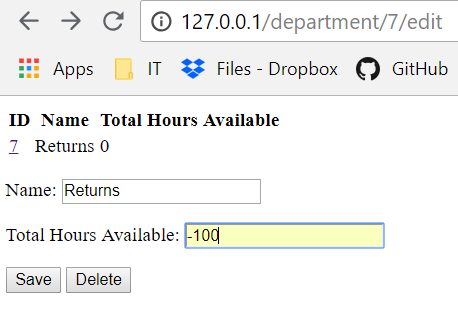 127.0.0.1/department/7/edit
Apps IT Files - Dropbox GitHub
ID Name Total Hours Available
7 Returns 0
Name: Returns
Total Hours Available: -100
Save Delete